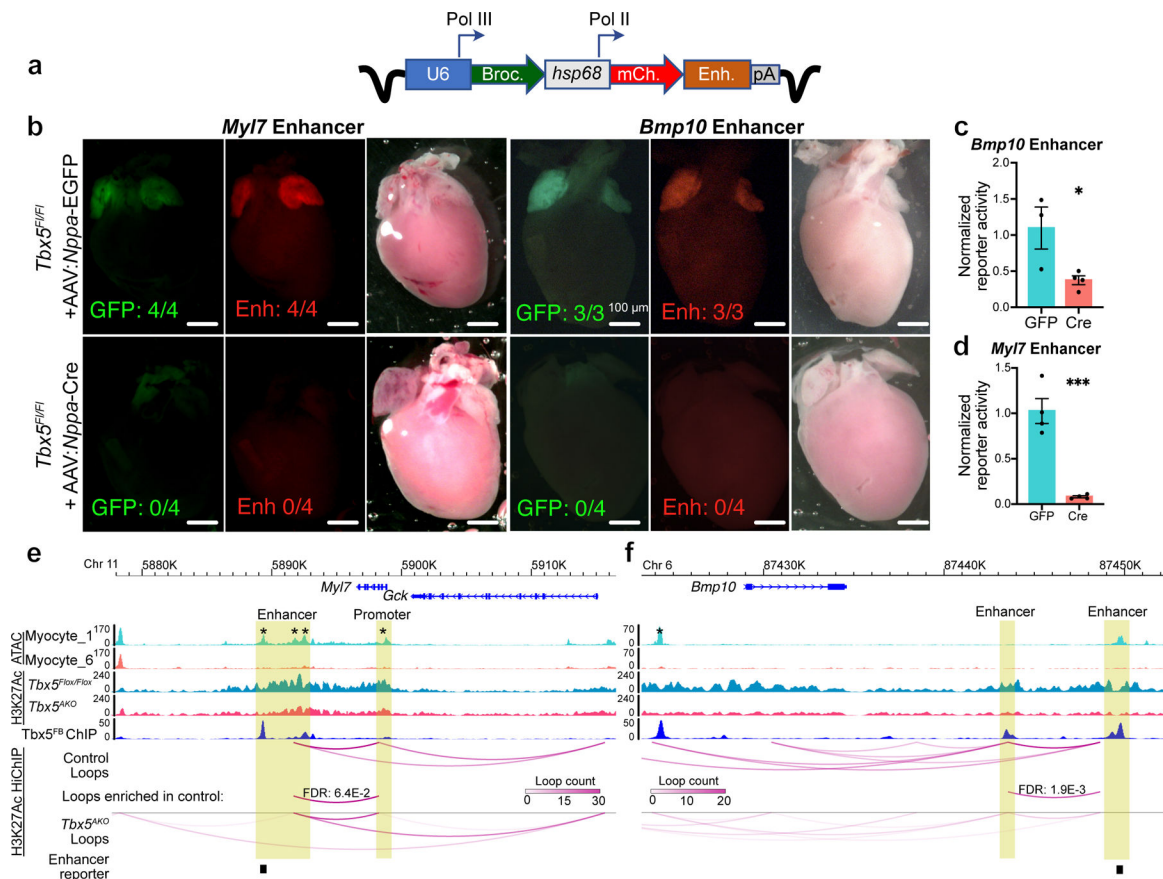 a
Pol III
Pol II
U6
Broc.
hsp68
mCh.
Enh.
pA
b
Myl7 Enhancer
Bmp10 Enhancer
Tbx5Fl/Fl
+AAV:Nppa-EGFP
GFP: 4/4
Enh: 4/4
GFP: 3/3
100 µm
Enh: 3/3
Tbx5Fl/Fl
+ AAV:Nppa-Cre
GFP: 0/4
Enh 0/4
GFP: 0/4
Enh: 0/4
c
Bmp10 Enhancer
Normalized
reporter activity
2.0
1.5
1.0
0.5
0
*
GFP
Cre
d
Myl7 Enhancer
Normalized
reporter activity
1.5
1.0
0.5
0
***
GFP
Cre
e
Chr 11
5880K
5890K
5900K
5910K
Myl7
Gck
Enhancer
Promoter
ATAC
Myocyte_1
170
0
* * * *
Myocyte_6
170
0
H3K27Ac
Tbx5Flox/Flox
240
0
Tbx5AKO
240
0
Tbx5FB ChIP
50
0
H3K27Ac HiChIP
Control
Loops
Loops enriched in control:
FDR: 6.4E-2
Loop count
0 15 30
Tbx5AKO
Loops
Enhancer
reporter
f
Chr 6
87430K
87440K
87450K
Bmp10
Enhancer
Enhancer
70
0
*
70
0
240
0
240
0
50
0
Loop count
0 10 20
FDR: 1.9E-3